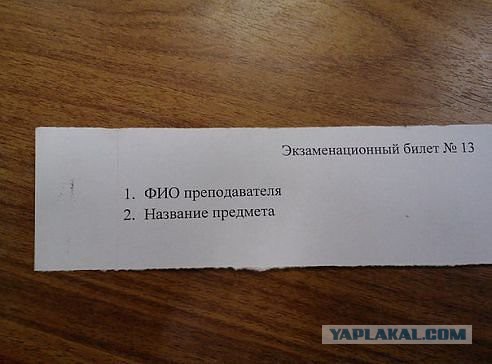 Экзаменационный билет № 13
1. ФИО преподавателя
2. Название предмета
YAPLAKAL.COM